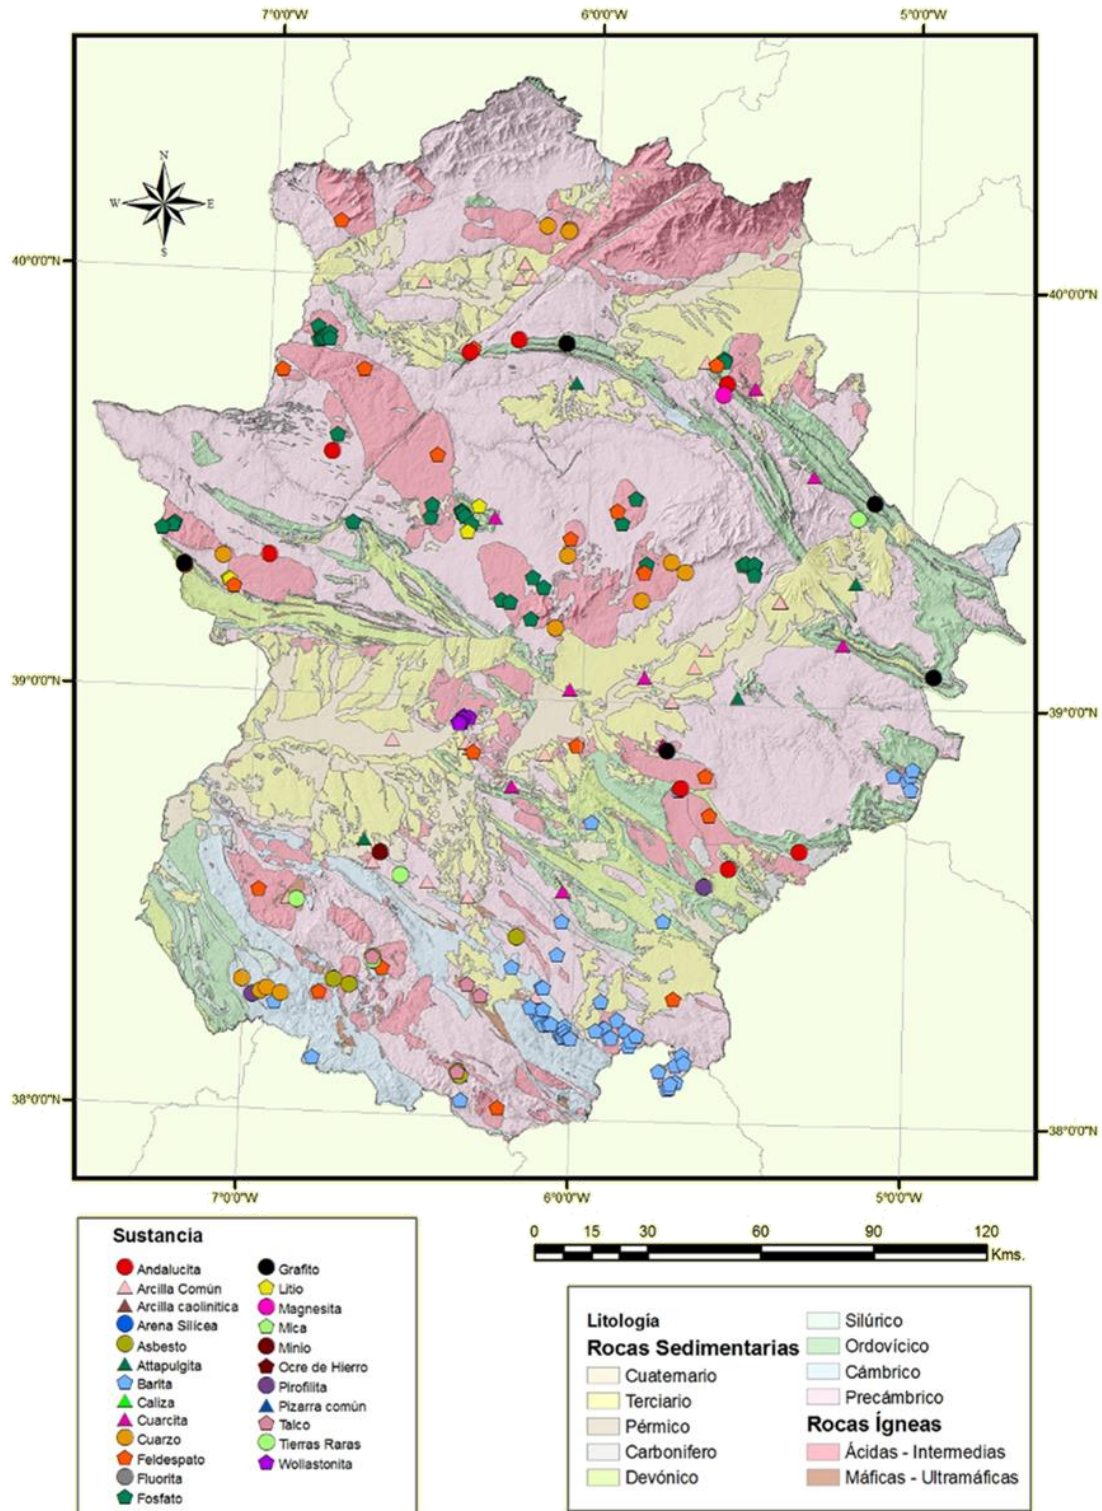 7°0'0"W 6°0'0"W 5°0'0"W
N
W E
S
40°0'0"N
40°0'0"N
39°0'0"N
39°0'0"N
38°0'0"N
38°0'0"N
7°0'0"W 6°0'0"W 5°0'0"W
Sustancia
Andalucita
Arcilla Común
Arcilla caolinitica
Arena Silícea
Asbesto
Attapulgita
Barita
Caliza
Cuarcita
Cuarzo
Feldespato
Fluorita
Fosfato
Grafito
Litio
Magnesita
Mica
Minio
Ocre de Hierro
Pirofilita
Pizarra común
Talco
Tierras Raras
Wollastonita
0 15 30 60 90 120
Kms.
Litología
Rocas Sedimentarias
Cuaternario
Terciario
Pérmico
Carbonifero
Devónico
Silúrico
Ordovícico
Cámbrico
Precámbrico
Rocas Ígneas
Ácidas - Intermedias
Máficas - Ultramáficas